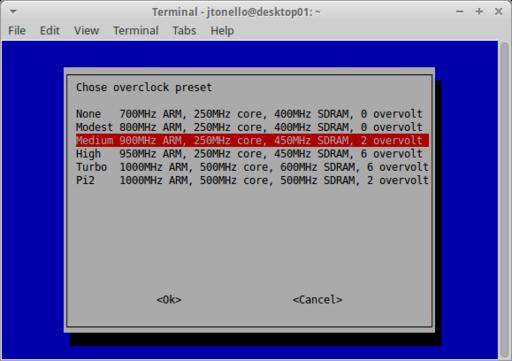 Terminal - jtonello@desktop01: ~
File Edit View Terminal Tabs Help
Chose overclock preset
None 700MHz ARM, 250MHz core, 400MHz SDRAM, 0 overvolt
Modest 800MHz ARM, 250MHz core, 400MHz SDRAM, 0 overvolt
Medium 900MHz ARM, 250MHz core, 450MHz SDRAM, 2 overvolt
High 950MHz ARM, 250MHz core, 450MHz SDRAM, 6 overvolt
Turbo 1000MHz ARM, 500MHz core, 600MHz SDRAM, 6 overvolt
Pi2 1000MHz ARM, 500MHz core, 500MHz SDRAM, 2 overvolt
<Ok> <Cancel>